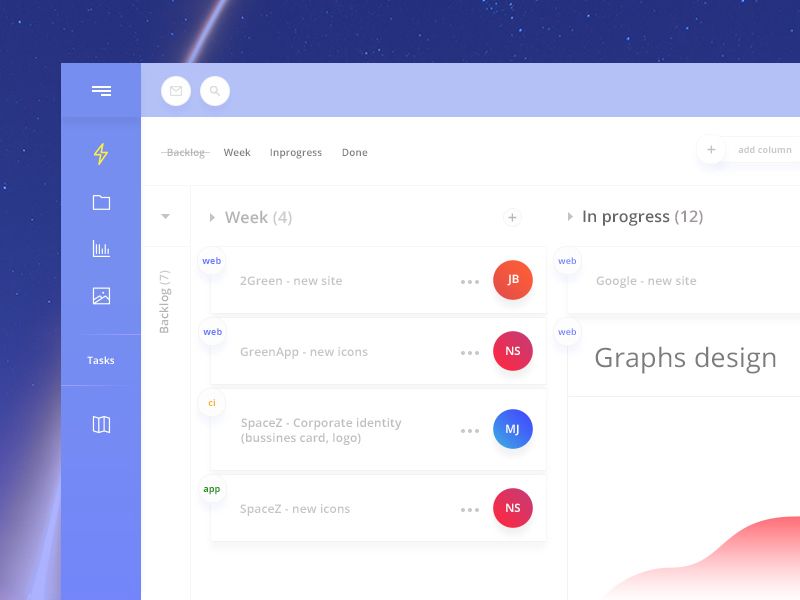 Backlog Week Inprogress Done
+ add column
Week (4)
+
In progress (12)
Backlog (7)
web
2Green - new site
JB
web
GreenApp - new icons
NS
ci
SpaceZ - Corporate identity
(bussines card, logo)
MJ
app
SpaceZ - new icons
NS
web
Google - new site
web
Graphs design
Tasks